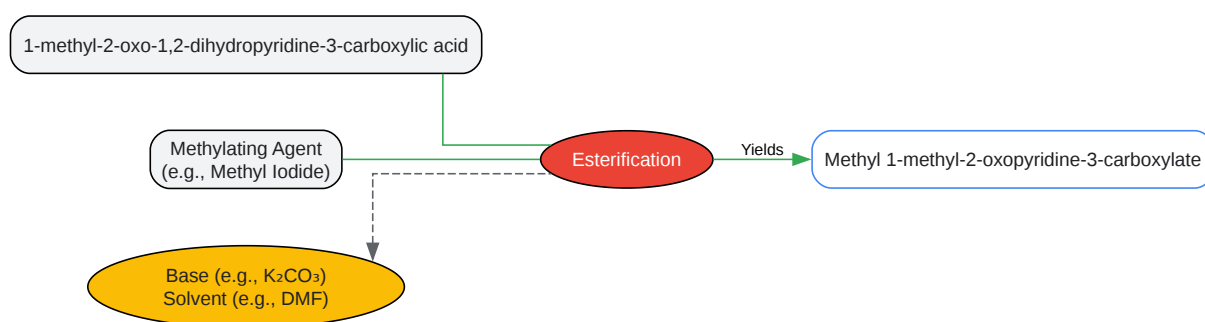 1-methyl-2-oxo-1,2-dihydropyridine-3-carboxylic acid
Methylating Agent
(e.g., Methyl Iodide)
Esterification
Yields
Methyl 1-methyl-2-oxopyridine-3-carboxylate
Base (e.g., K₂CO₃)
Solvent (e.g., DMF)